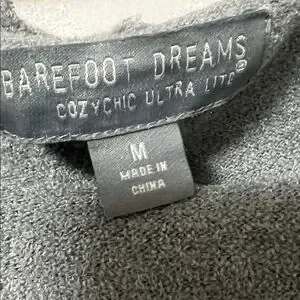 BAREFOOT DREAMS®
COZYCHIC ULTRA LITE
M
MADE IN
CHINA